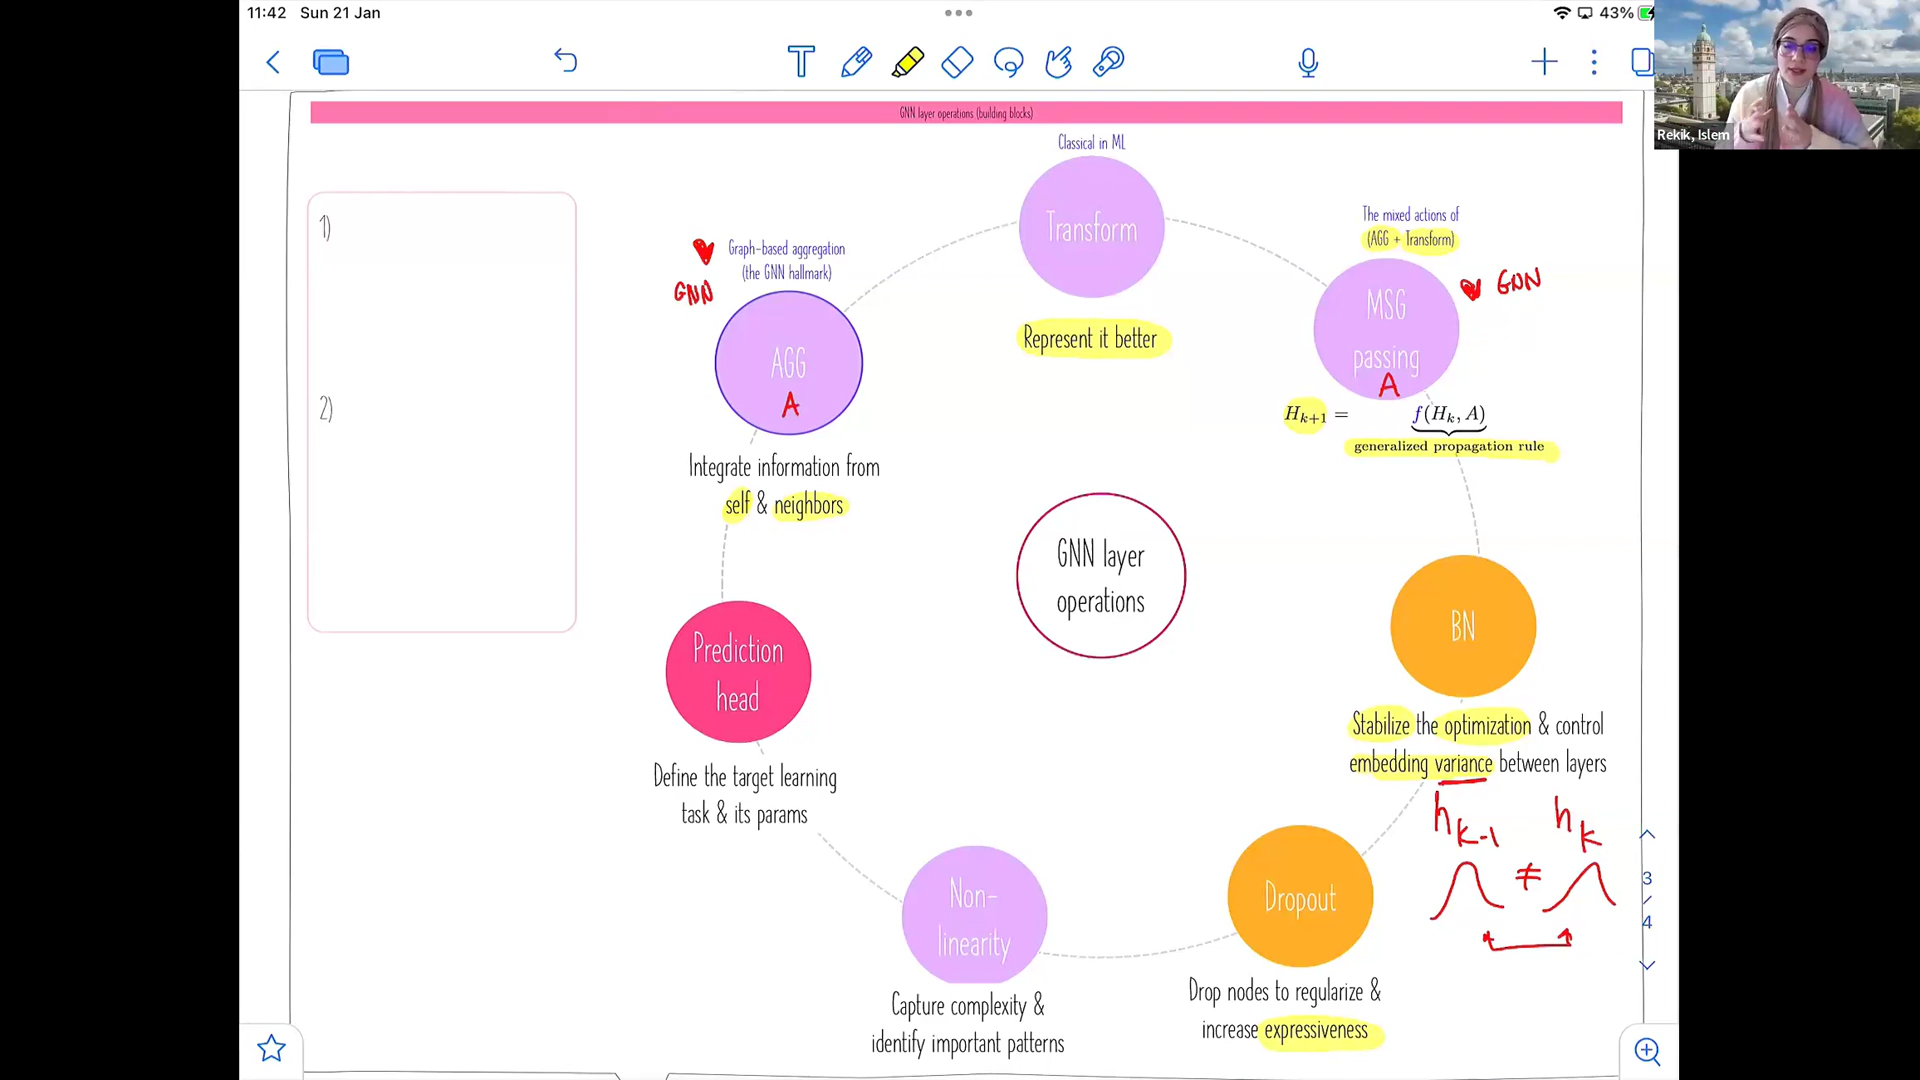 11:42 Sun 21 Jan
43%
Rekik, Islem
GNN layer operations (building blocks)
1)
2)
Classical in ML
Transform
Represent it better
The mixed actions of
(AGG + Transform)
MSG
passing
A
GNN
H_{k+1} = f(H_k, A)
generalized propagation rule
Graph-based aggregation
(the GNN hallmark)
GNN
AGG
A
Integrate information from
self & neighbors
GNN layer
operations
BN
Stabilize the optimization & control
embedding variance between layers
h_{k-1} h_k
≠
Prediction
head
Define the target learning
task & its params
Non-
linearity
Capture complexity &
identify important patterns
Dropout
Drop nodes to regularize &
increase expressiveness
3
/
4